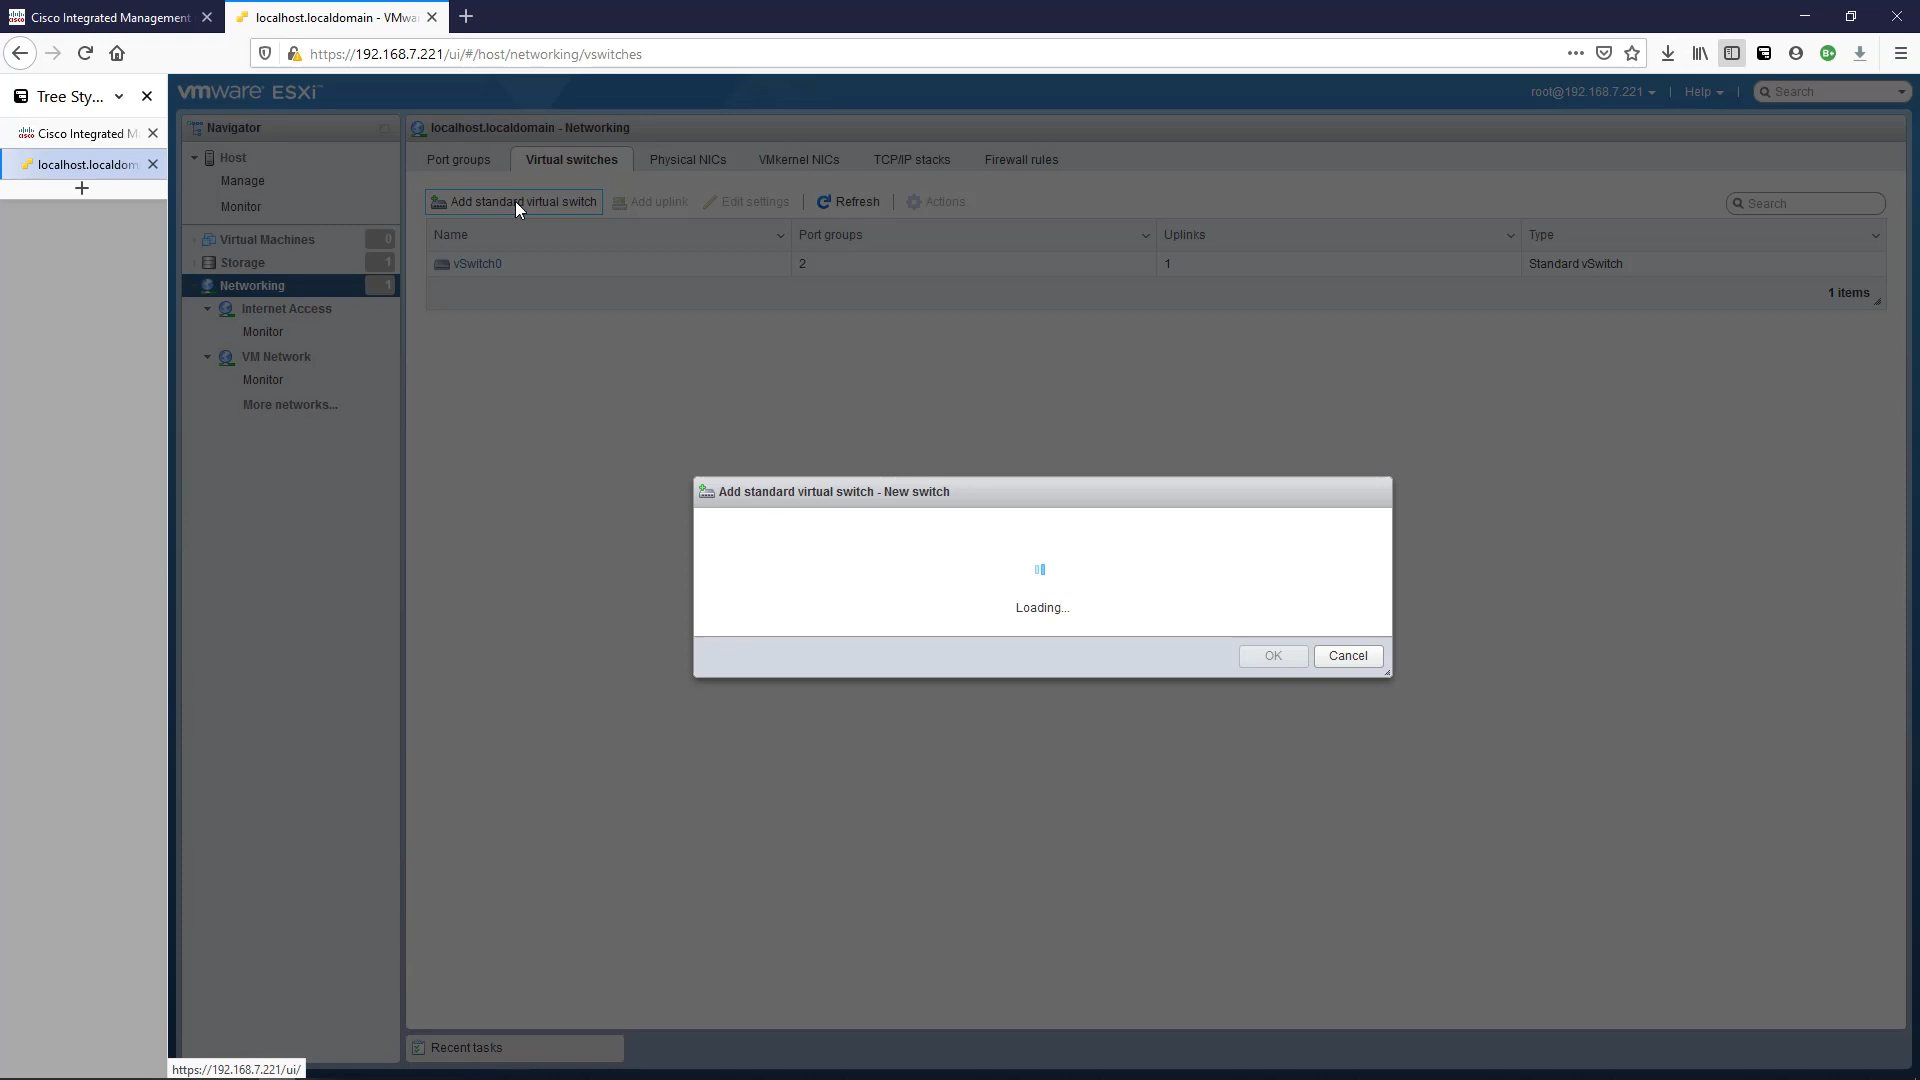 Cisco Integrated Management
localhost.localdomain - VMwa
https://192.168.7.221/ui/#/host/networking/vswitches
Tree Sty...
Cisco Integrated M
localhost.localdom
vmware ESXi™
root@192.168.7.221
Help
Search
Navigator
Host
Manage
Monitor
Virtual Machines 0
Storage 1
Networking 1
Internet Access
Monitor
VM Network
Monitor
More networks...
localhost.localdomain - Networking
Port groups
Virtual switches
Physical NICs
VMkernel NICs
TCP/IP stacks
Firewall rules
Add standard virtual switch
Add uplink
Edit settings
Refresh
Actions
Search
Name Port groups Uplinks Type
vSwitch0 2 1 Standard vSwitch
1 items
Add standard virtual switch - New switch
Loading...
OK
Cancel
Recent tasks
https://192.168.7.221/ui/